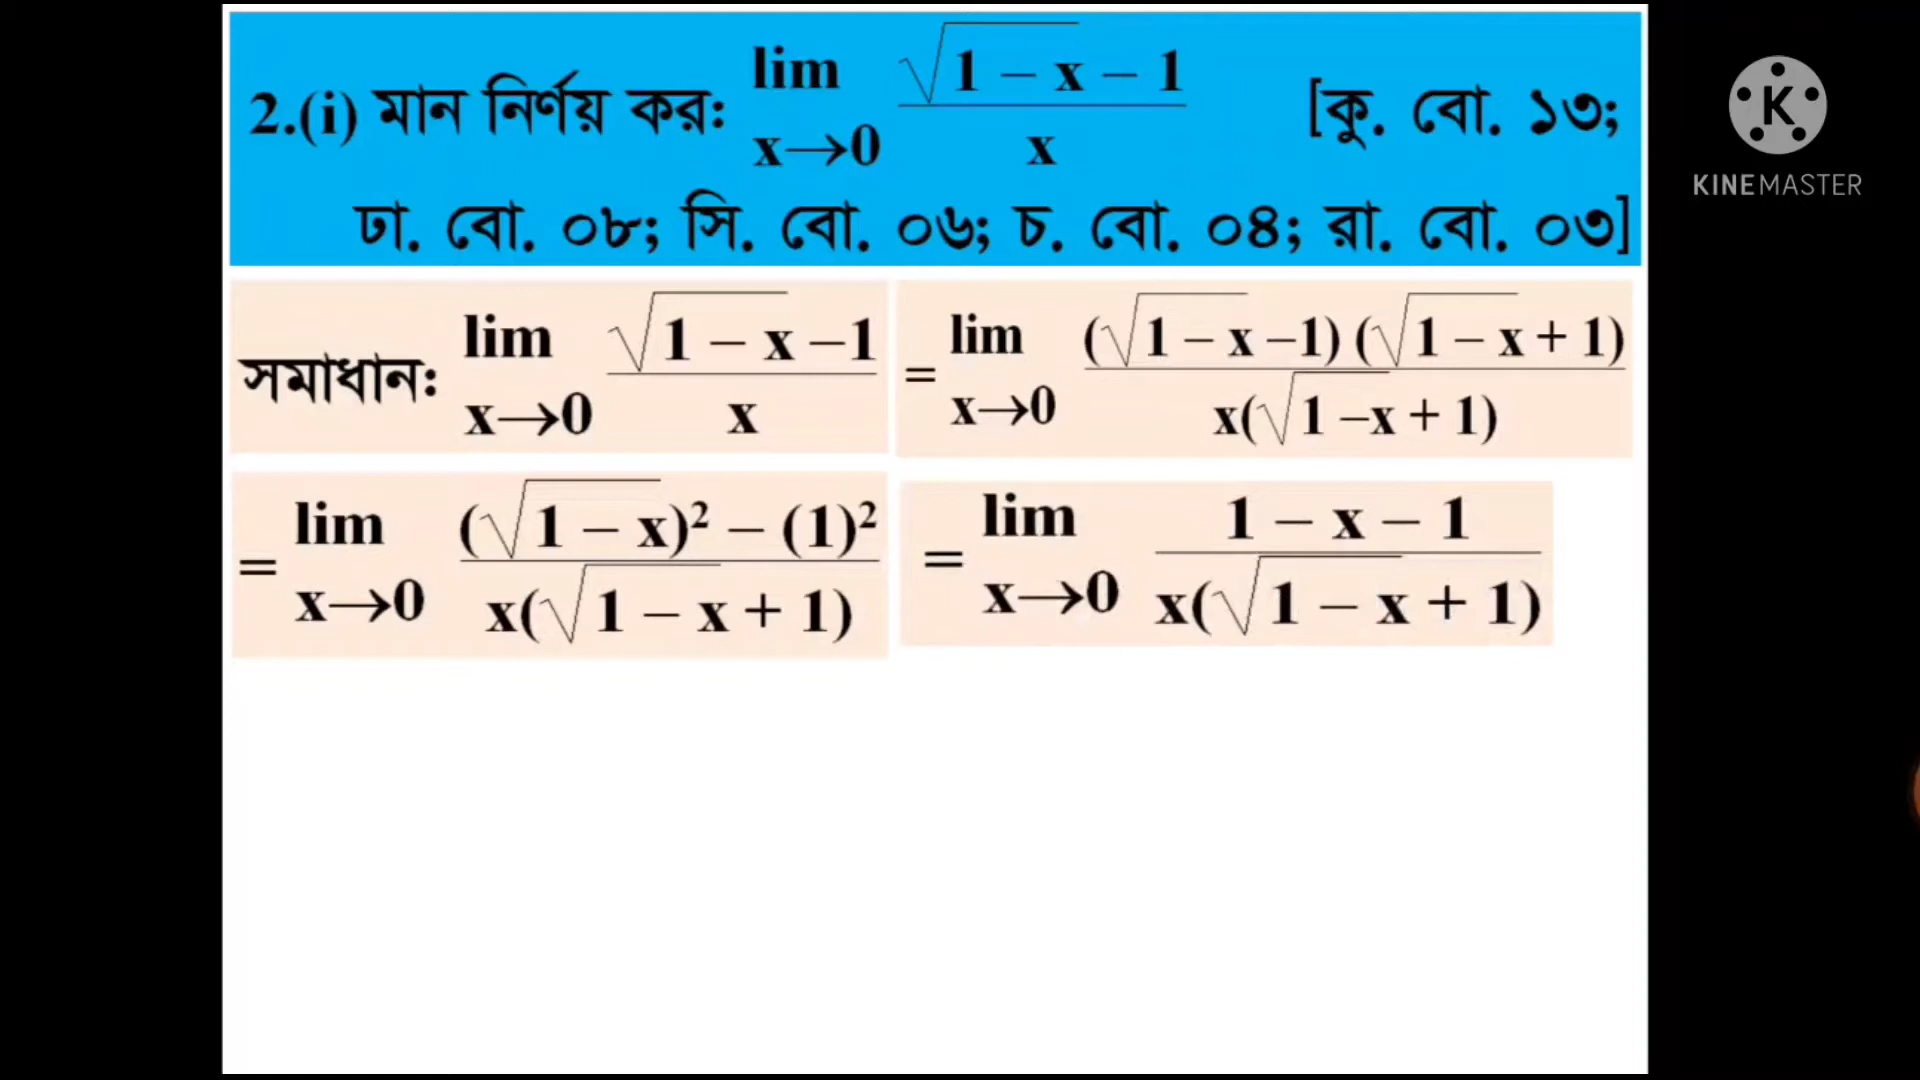 2.(i) মান নির্ণয় করঃ lim x→0 (√(1 – x) – 1)/x [কু. বো. ১৩;
ঢা. বো. ০৮; সি. বো. ০৬; চ. বো. ০৪; রা. বো. ০৩]
KINEMASTER
সমাধানঃ lim x→0 (√(1 – x) –1)/x
= lim x→0 ((√(1 – x) –1) (√(1 – x) + 1))/(x(√(1 –x) + 1))
= lim x→0 ((√(1 – x))² – (1)²)/(x(√(1 – x) + 1))
= lim x→0 (1 – x – 1)/(x(√(1 – x) + 1))